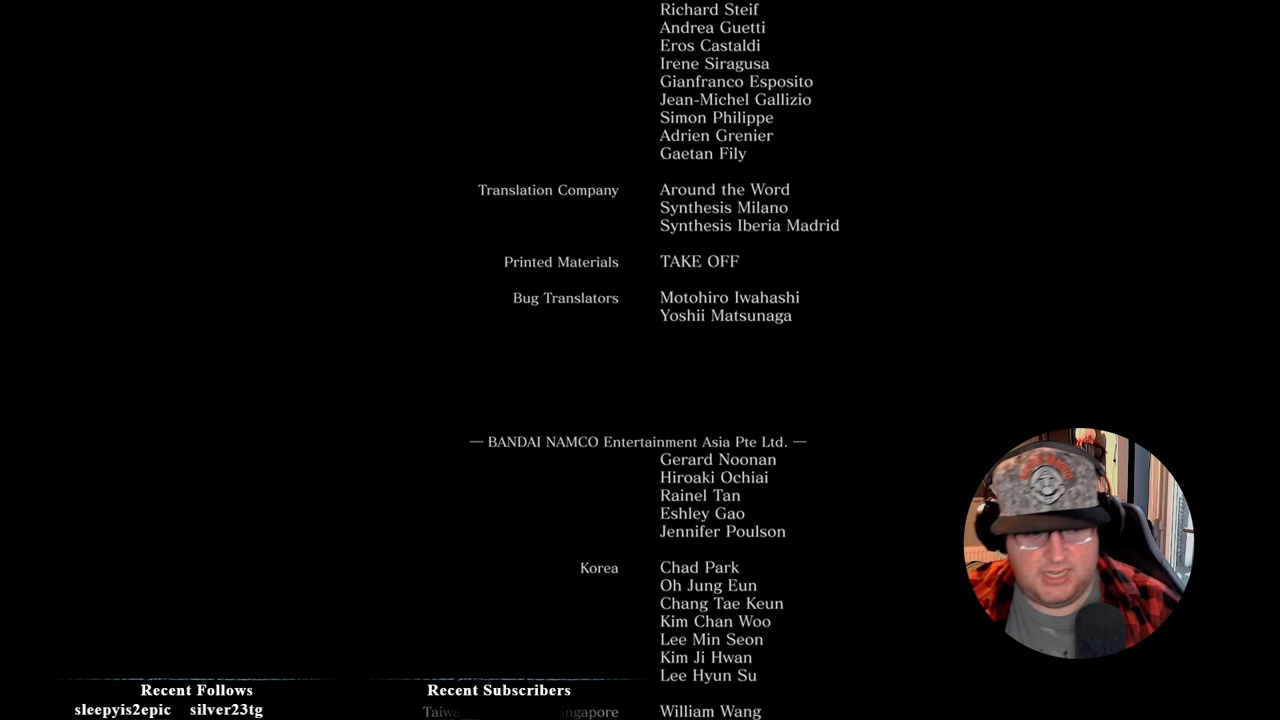 Richard Steif
Andrea Guetti
Eros Castaldi
Irene Siragusa
Gianfranco Esposito
Jean-Michel Gallizio
Simon Philippe
Adrien Grenier
Gaetan Fily
Translation Company Around the Word
Synthesis Milano
Synthesis Iberia Madrid
Printed Materials TAKE OFF
Bug Translators Motohiro Iwahashi
Yoshii Matsunaga
— BANDAI NAMCO Entertainment Asia Pte Ltd. —
Gerard Noonan
Hiroaki Ochiai
Rainel Tan
Eshley Gao
Jennifer Poulson
Korea Chad Park
Oh Jung Eun
Chang Tae Keun
Kim Chan Woo
Lee Min Seon
Kim Ji Hwan
Lee Hyun Su
Recent Follows Recent Subscribers
sleepyis2epic silver23tg
William Wang